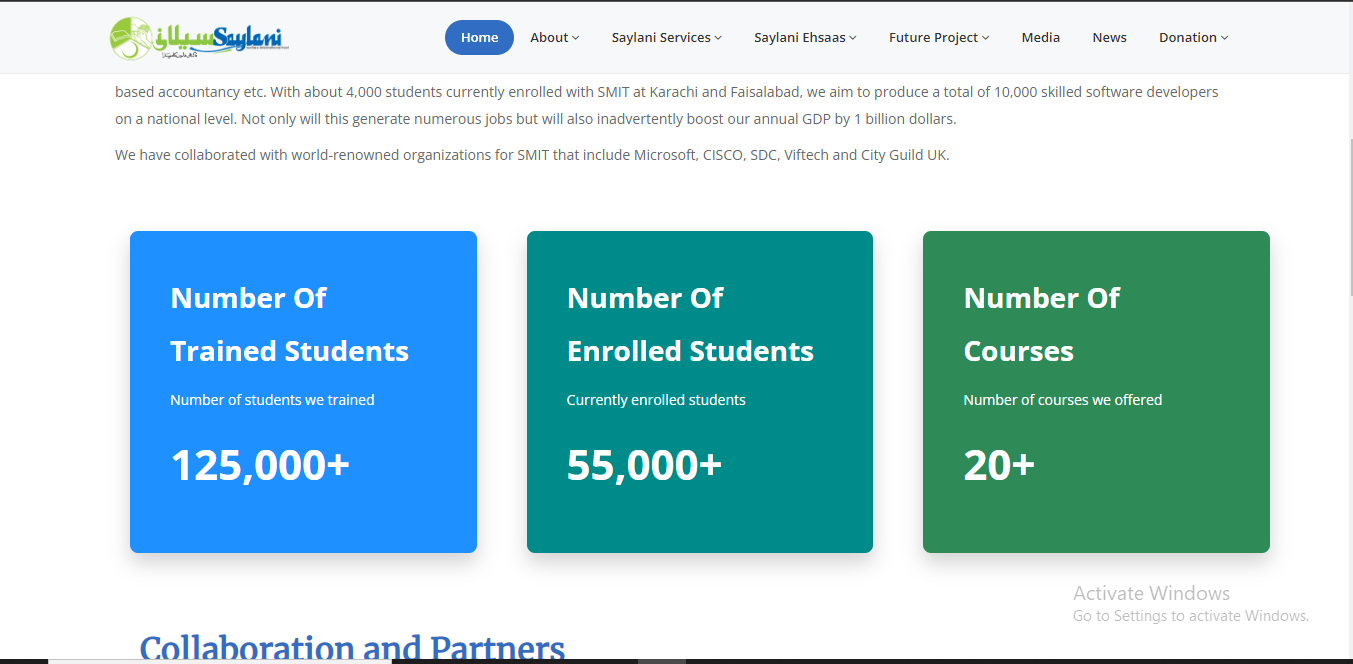 سیلانی Saylani
Home About Saylani Services Saylani Ehsaas Future Project Media News Donation
based accountancy etc. With about 4,000 students currently enrolled with SMIT at Karachi and Faisalabad, we aim to produce a total of 10,000 skilled software developers
on a national level. Not only will this generate numerous jobs but will also inadvertently boost our annual GDP by 1 billion dollars.
We have collaborated with world-renowned organizations for SMIT that include Microsoft, CISCO, SDC, Viftech and City Guild UK.
Number Of
Trained Students
Number of students we trained
125,000+
Number Of
Enrolled Students
Currently enrolled students
55,000+
Number Of
Courses
Number of courses we offered
20+
Activate Windows
Go to Settings to activate Windows.
Collaboration and Partners